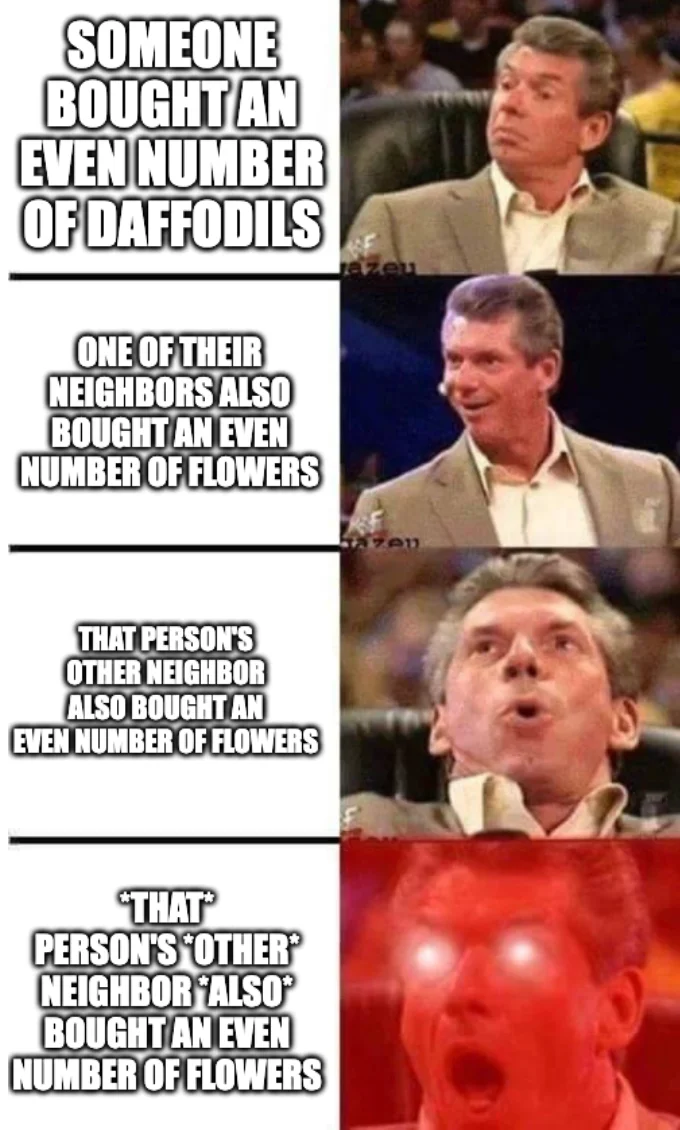 SOMEONE
BOUGHT AN
EVEN NUMBER
OF DAFFODILS
azeu
ONE OF THEIR
NEIGHBORS ALSO
BOUGHT AN EVEN
NUMBER OF FLOWERS
azeu
THAT PERSON'S
OTHER NEIGHBOR
ALSO BOUGHT AN
EVEN NUMBER OF FLOWERS
*THAT*
PERSON'S *OTHER*
NEIGHBOR *ALSO*
BOUGHT AN EVEN
NUMBER OF FLOWERS